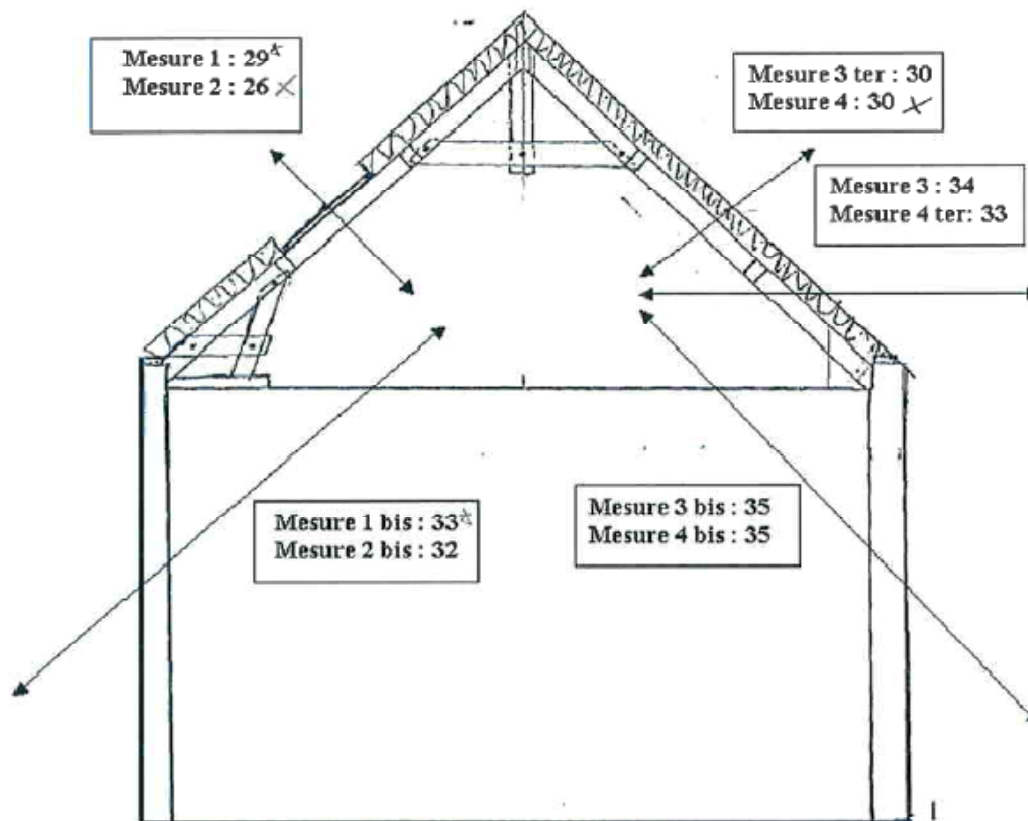 Mesure 1 : 29
Mesure 2 : 26
Mesure 3 ter : 30
Mesure 4 : 30
Mesure 3 : 34
Mesure 4 ter: 33
Mesure 1 bis : 33
Mesure 2 bis : 32
Mesure 3 bis : 35
Mesure 4 bis : 35